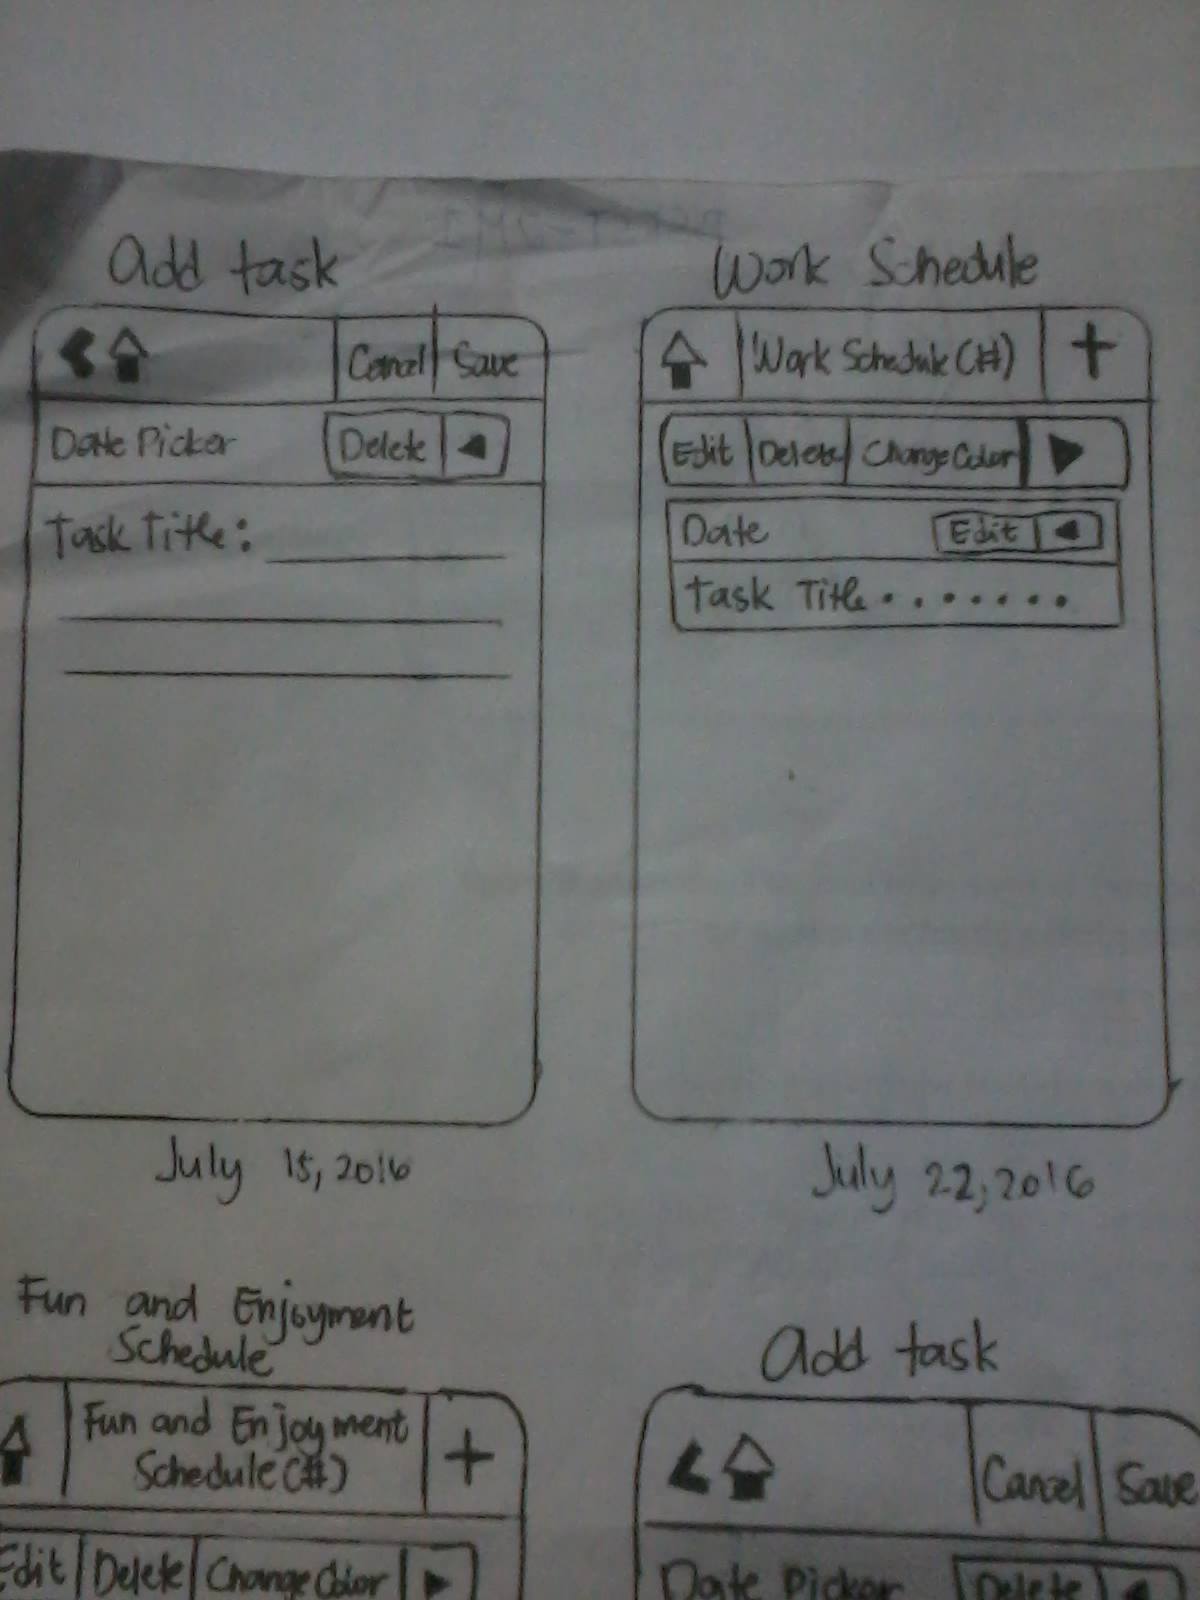 Add task
Cancel Save
Date Picker Delete
Task Title:
July 15, 2016
Work Schedule
Work Schedule (#) +
Edit Delete Change Color
Date Edit
Task Title.......
July 22, 2016
Fun and Enjoyment
Schedule
Fun and Enjoyment
Schedule (#) +
Edit Delete Change Color
Add task
Cancel Save
Date Picker Delete